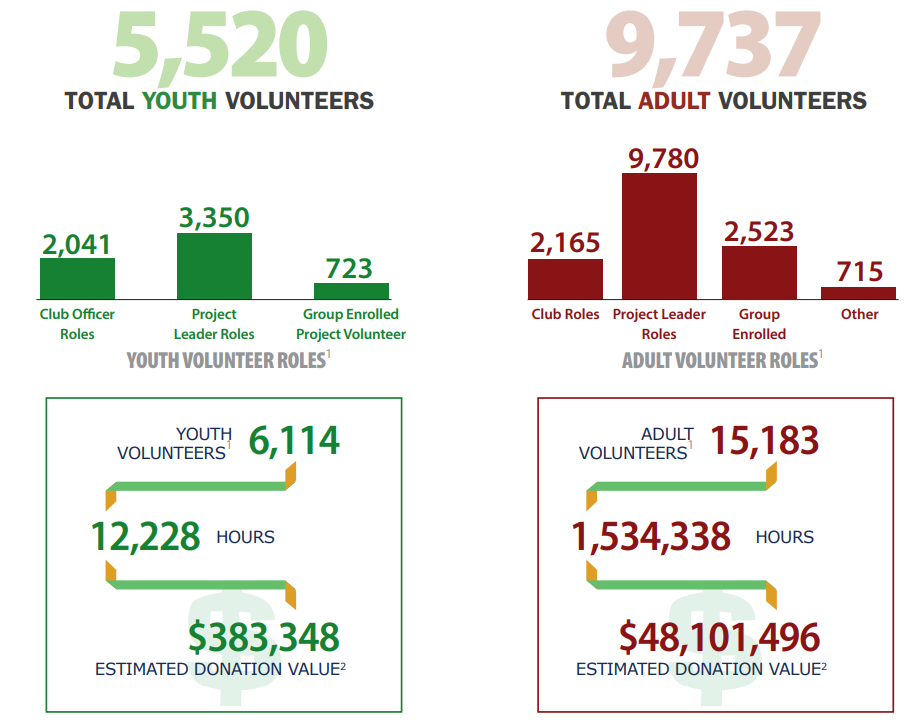 5,520
TOTAL YOUTH VOLUNTEERS
2,041
3,350
723
Club Officer
Roles
Project
Leader Roles
Group Enrolled
Project Volunteer
YOUTH VOLUNTEER ROLES1
YOUTH
VOLUNTEERS1
6,114
12,228 HOURS
$
$383,348
ESTIMATED DONATION VALUE2
9,737
TOTAL ADULT VOLUNTEERS
2,165
9,780
2,523
715
Club Roles
Project Leader
Roles
Group
Enrolled
Other
ADULT VOLUNTEER ROLES1
ADULT
VOLUNTEERS1
15,183
1,534,338 HOURS
$
$48,101,496
ESTIMATED DONATION VALUE2